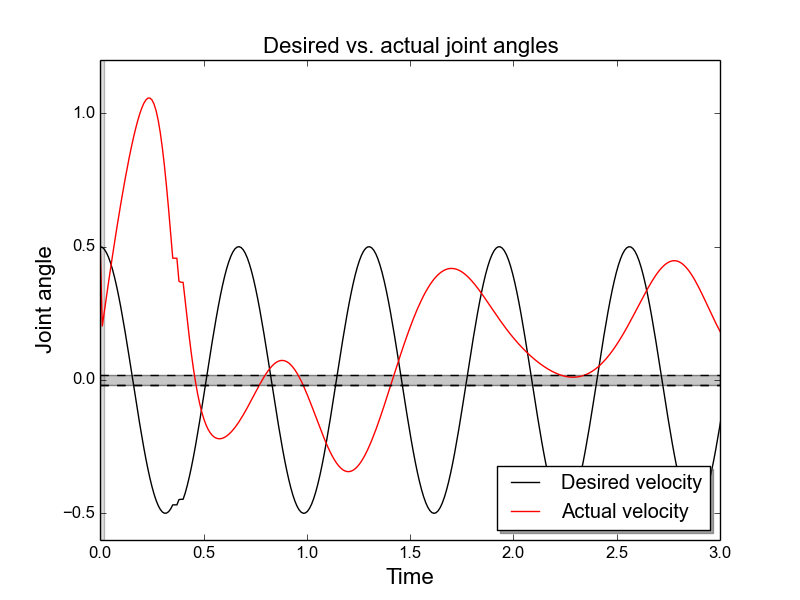 Desired vs. actual joint angles
1.0
0.5
0.0
−0.5
Joint angle
0.0 0.5 1.0 1.5 2.0 2.5 3.0
Time
Desired velocity
Actual velocity